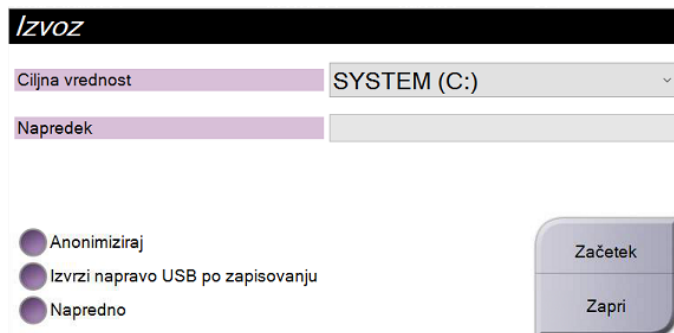 Izvoz
Ciljna vrednost
SYSTEM (C:)
Napredek
Anonimiziraj
Izvrzi napravo USB po zapisovanju
Napredno
Začetek
Zapri